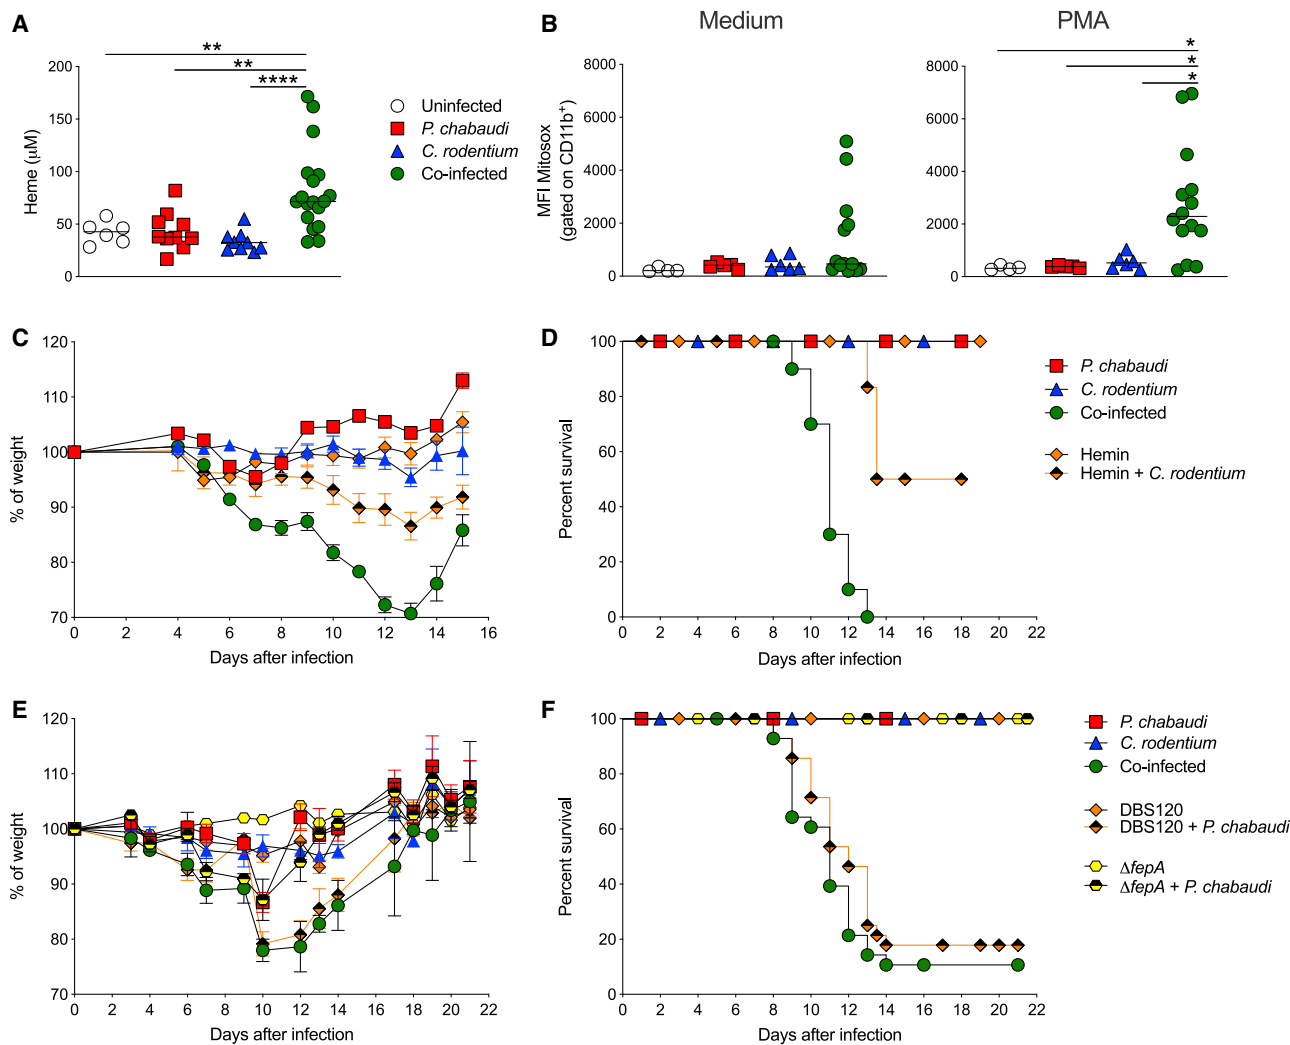 A
**
**
****
200
150
100
50
0
Heme (μM)
Uninfected
P. chabaudi
C. rodentium
Co-infected
B
Medium
PMA
8000
6000
4000
2000
0
MFI Mitosox
(gated on CD11b+)
*
*
*
8000
6000
4000
2000
0
C
120
110
100
90
80
70
% of weight
0 2 4 6 8 10 12 14 16
Days after infection
D
100
80
60
40
20
0
Percent survival
0 2 4 6 8 10 12 14 16 18 20 22
Days after infection
P. chabaudi
C. rodentium
Co-infected
Hemin
Hemin + C. rodentium
E
120
110
100
90
80
70
% of weight
0 2 4 6 8 10 12 14 16 18 20 22
Days after infection
F
100
80
60
40
20
0
Percent survival
0 2 4 6 8 10 12 14 16 18 20 22
Days after infection
P. chabaudi
C. rodentium
Co-infected
DBS120
DBS120 + P. chabaudi
ΔfepA
ΔfepA + P. chabaudi